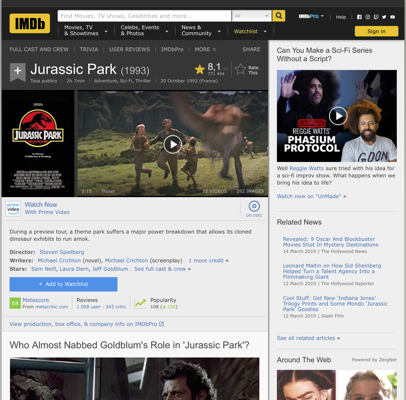 IMDb
Find Movies, TV shows, Celebrities and more...
All
IMDbPro
Help
Movies, TV
& Showtimes
Celebs, Events
& Photos
News &
Community
Watchlist
Sign in
FULL CAST AND CREW
TRIVIA
USER REVIEWS
IMDbPro
MORE
SHARE
Jurassic Park (1993)
8,1
Rate
This
2h 7min
Adventure, Sci-Fi, Thriller
20 October 1993 (France)
JURASSIC PARK
2:15
Trailer
18 VIDEOS
282 IMAGES
prime video
Watch Now
With Prime Video
ON DISC
During a preview tour, a theme park suffers a major power breakdown that allows its cloned
dinosaur exhibits to run amok.
Director: Steven Spielberg
Writers: Michael Crichton (novel), Michael Crichton (screenplay) | 1 more credit »
Stars: Sam Neill, Laura Dern, Jeff Goldblum | See full cast & crew »
+ Add to Watchlist
68
Metascore
From metacritic.com
Reviews
1 008 user
343 critic
Popularity
108
View production, box office, & company info on IMDbPro
Who Almost Nabbed Goldblum's Role in 'Jurassic Park'?
Can You Make a Sci-Fi Series
Without a Script?
REGGIE WATTS'
PHASIUM
PROTOCOL
Well Reggie Watts sure tried with his idea for
a sci-fi improv show. What happens when we
bring his idea to life?
Watch now on "UnMade" »
Related News
Revealed: 9 Oscar And Blockbuster
Movies Shot In Mystery Destinations
14 March 2019 | The Hollywood News
Leonard Maltin on How Sid Sheinberg
Helped Turn a Talent Agency Into a
Filmmaking Giant
12 March 2019 | The Hollywood Reporter
Cool Stuff: Get New 'Indiana Jones'
Trilogy Prints and Some Mondo 'Jurassic
Park' Goodies
12 March 2019 | Slash Film
See all related articles »
Around The Web
Powered by ZergNet